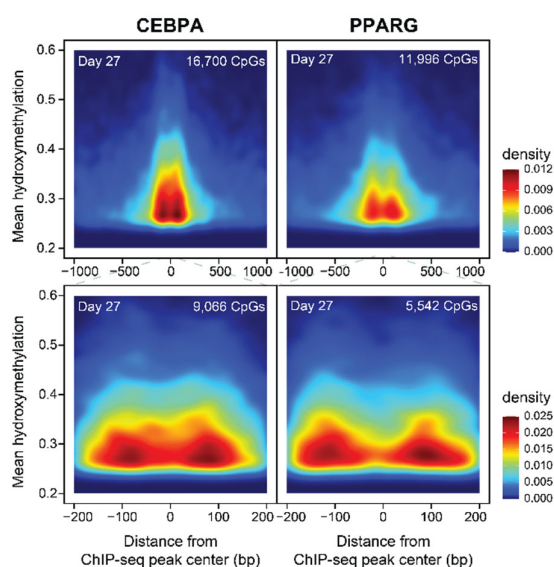 CEBPA PPARG
Mean hydroxymethylation
0.6
0.5
0.4
0.3
0.2
Day 27 16,700 CpGs
Day 27 11,996 CpGs
−1000 −500 0 500 1000
−1000 −500 0 500 1000
density
0.012
0.009
0.006
0.003
0.000
Mean hydroxymethylation
0.6
0.5
0.4
0.3
0.2
Day 27 9,066 CpGs
Day 27 5,542 CpGs
−200 −100 0 100 200
−200 −100 0 100 200
density
0.025
0.020
0.015
0.010
0.005
0.000
Distance from
ChIP-seq peak center (bp)
Distance from
ChIP-seq peak center (bp)